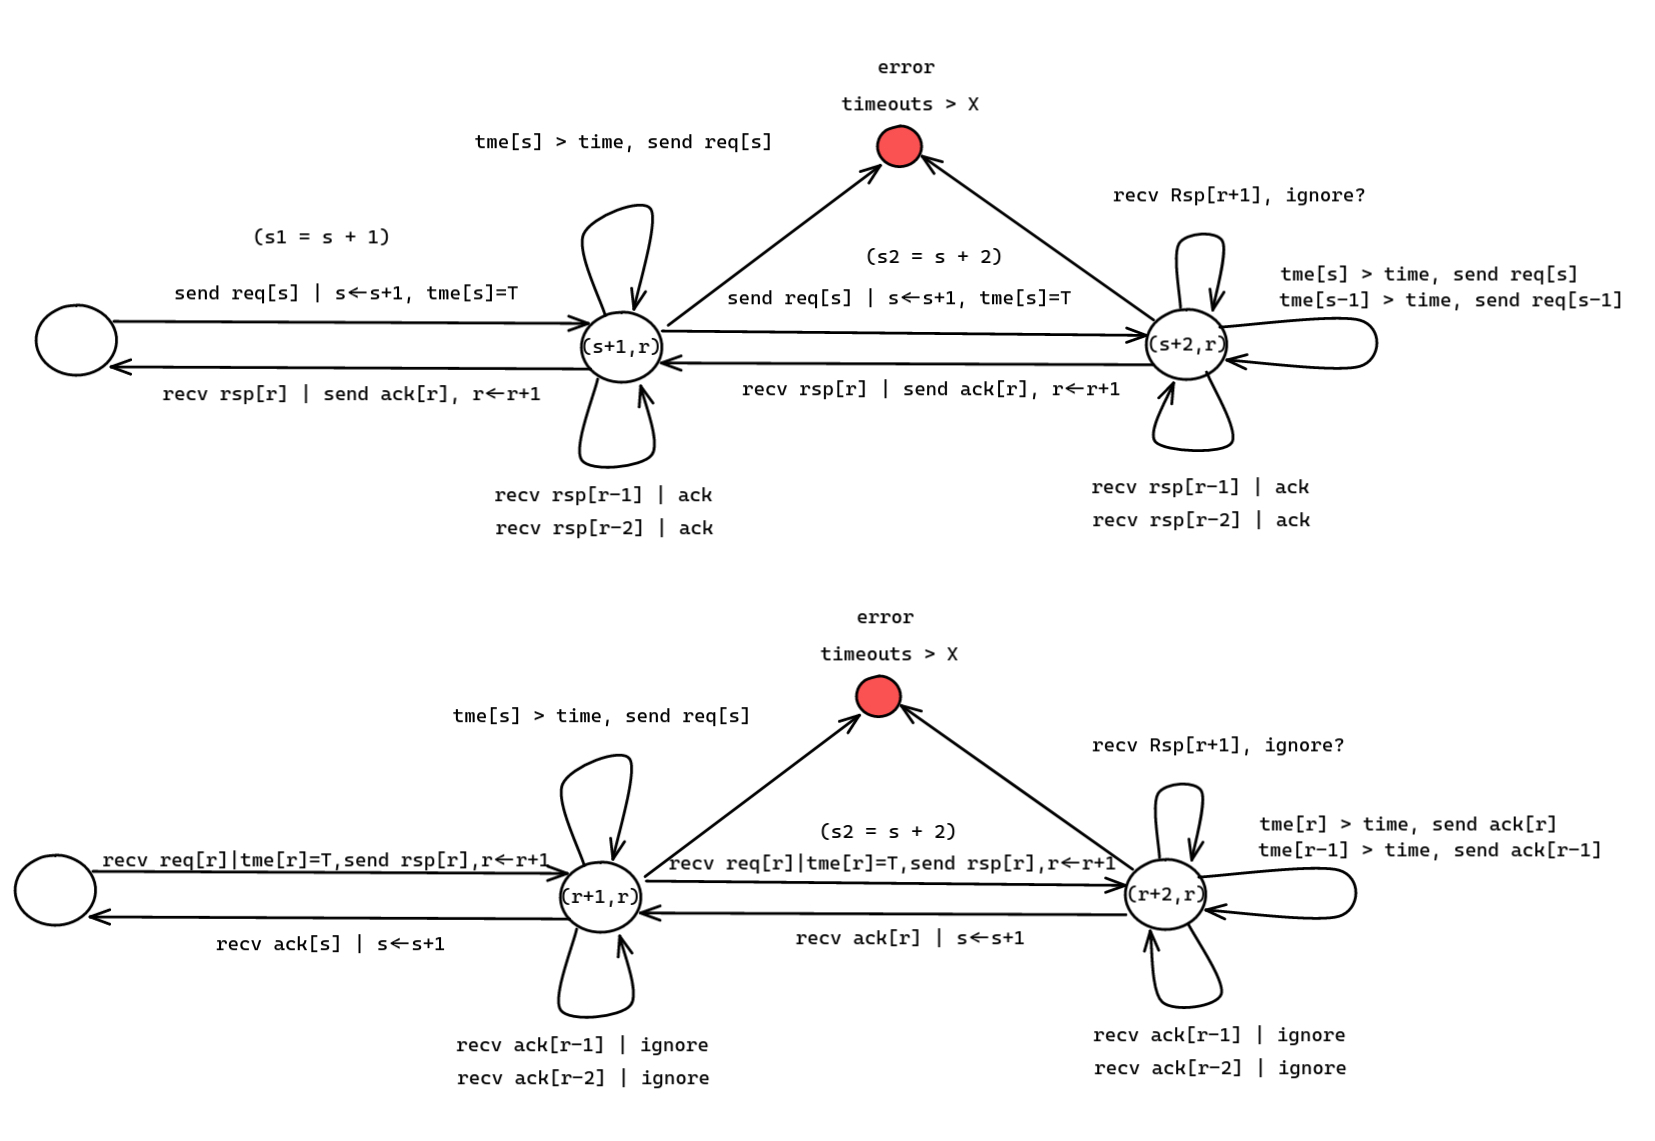 error
timeouts > X
tme[s] > time, send req[s]
recv Rsp[r+1], ignore?
(s1 = s + 1)
(s2 = s + 2)
tme[s] > time, send req[s]
tme[s-1] > time, send req[s-1]
send req[s] | s←s+1, tme[s]=T
send req[s] | s←s+1, tme[s]=T
(s+1,r)
(s+2,r)
recv rsp[r] | send ack[r], r←r+1
recv rsp[r] | send ack[r], r←r+1
recv rsp[r-1] | ack
recv rsp[r-2] | ack
recv rsp[r-1] | ack
recv rsp[r-2] | ack
error
timeouts > X
tme[s] > time, send req[s]
recv Rsp[r+1], ignore?
(s2 = s + 2)
tme[r] > time, send ack[r]
tme[r-1] > time, send ack[r-1]
recv req[r]|tme[r]=T,send rsp[r],r←r+1
recv req[r]|tme[r]=T,send rsp[r],r←r+1
(r+1,r)
(r+2,r)
recv ack[s] | s←s+1
recv ack[r] | s←s+1
recv ack[r-1] | ignore
recv ack[r-2] | ignore
recv ack[r-1] | ignore
recv ack[r-2] | ignore